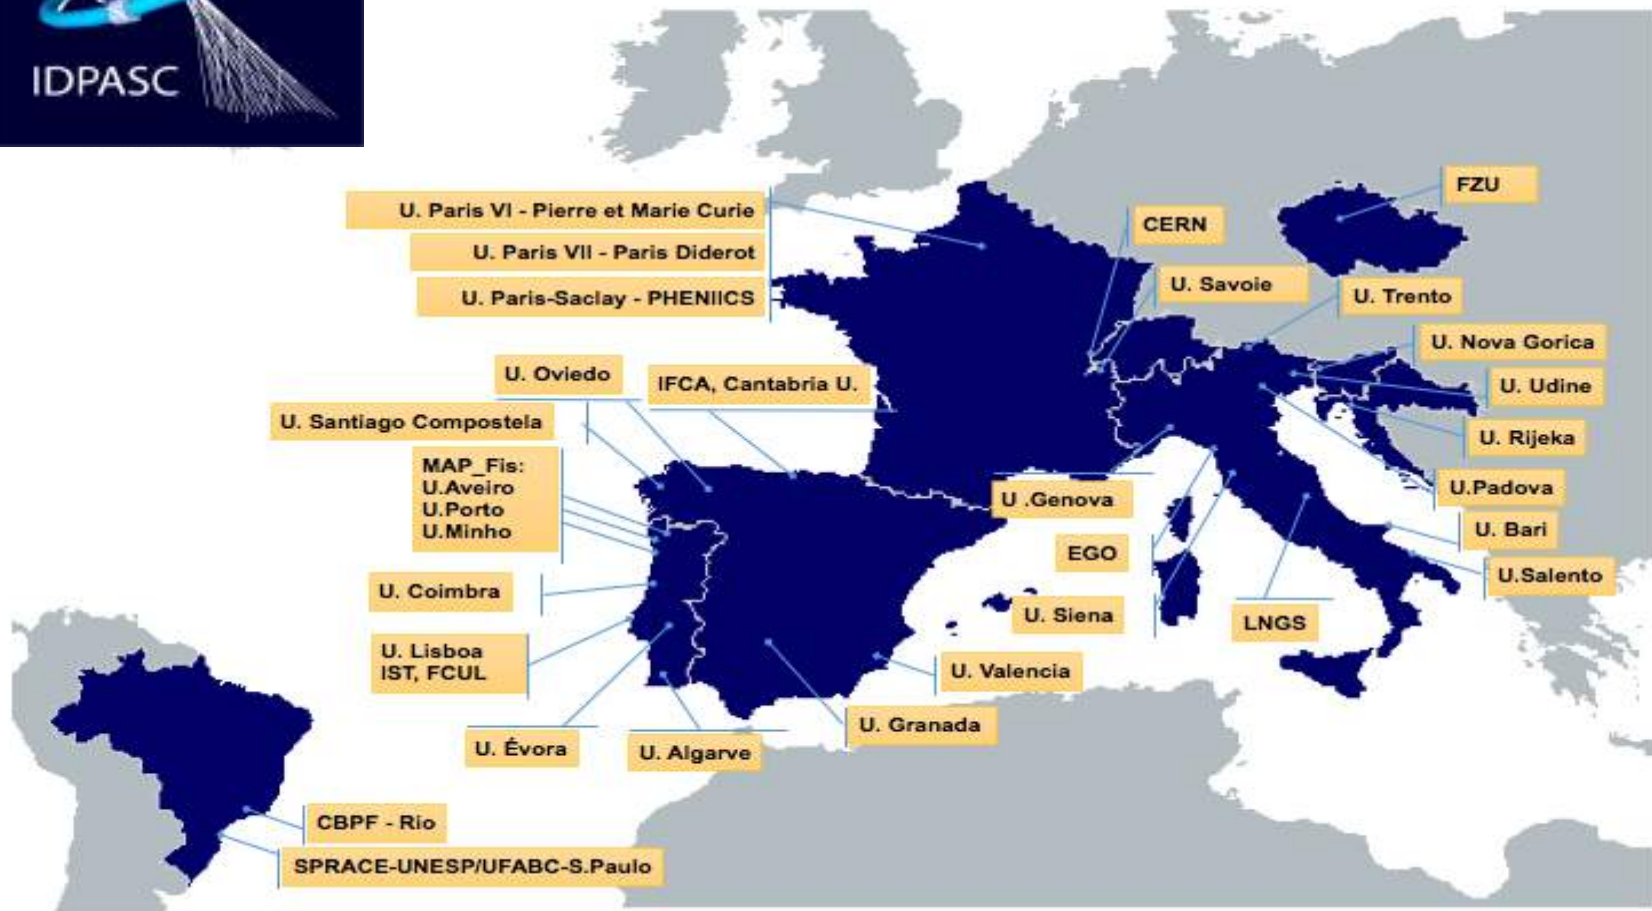 IDPASC
FZU
U. Paris VI - Pierre et Marie Curie
CERN
U. Paris VII - Paris Diderot
U. Savoie
U. Paris-Saclay - PHENIICS
U. Trento
U. Nova Gorica
U. Oviedo
IFCA, Cantabria U.
U. Udine
U. Santiago Compostela
U. Rijeka
MAP_Fis:
U.Aveiro
U.Porto
U.Minho
U .Genova
U.Padova
U. Bari
EGO
U.Salento
U. Coimbra
U. Siena
LNGS
U. Lisboa
IST, FCUL
U. Valencia
U. Granada
U. Évora
U. Algarve
CBPF - Rio
SPRACE-UNESP/UFABC-S.Paulo